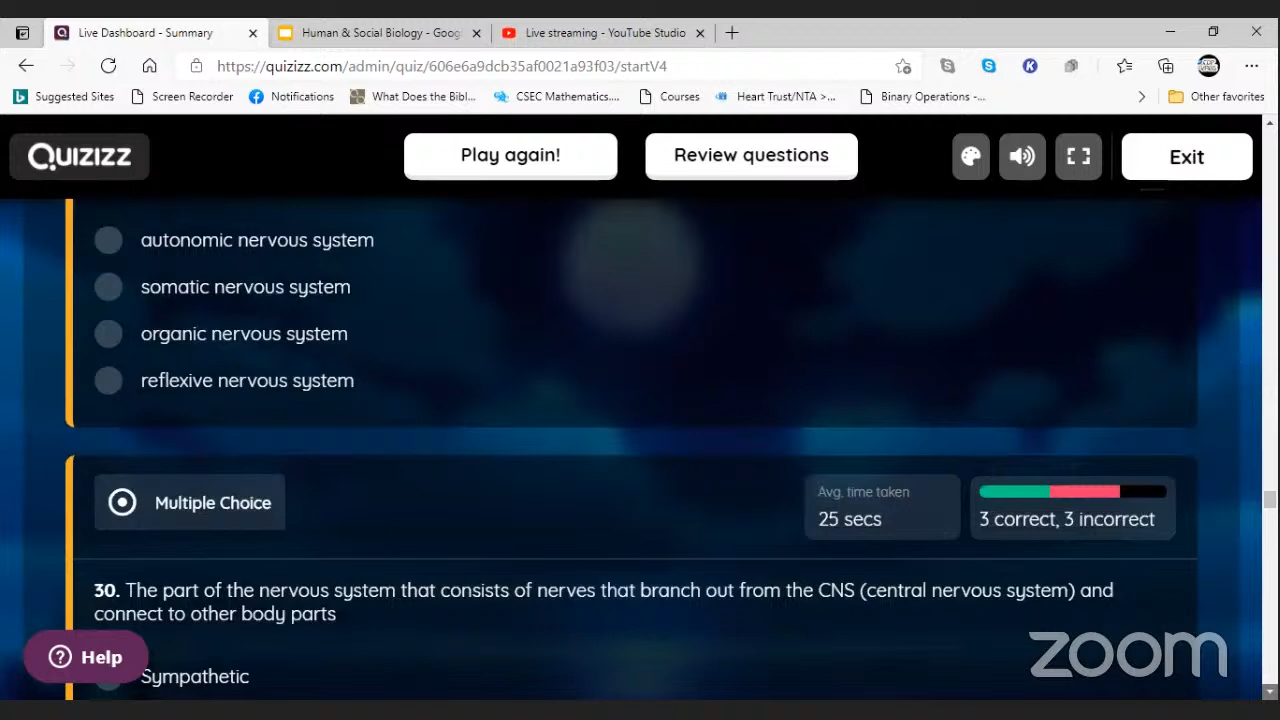 Live Dashboard - Summary
Human & Social Biology - Goog
Live streaming - YouTube Studio
https://quizizz.com/admin/quiz/606e6a9dcb35af0021a93f03/startV4
Suggested Sites
Screen Recorder
Notifications
What Does the Bibl...
CSEC Mathematics....
Courses
Heart Trust/NTA >...
Binary Operations -...
Other favorites
Quizizz
Play again!
Review questions
Exit
autonomic nervous system
somatic nervous system
organic nervous system
reflexive nervous system
Multiple Choice
Avg. time taken
25 secs
3 correct, 3 incorrect
30. The part of the nervous system that consists of nerves that branch out from the CNS (central nervous system) and
connect to other body parts
Help
Sympathetic
zoom